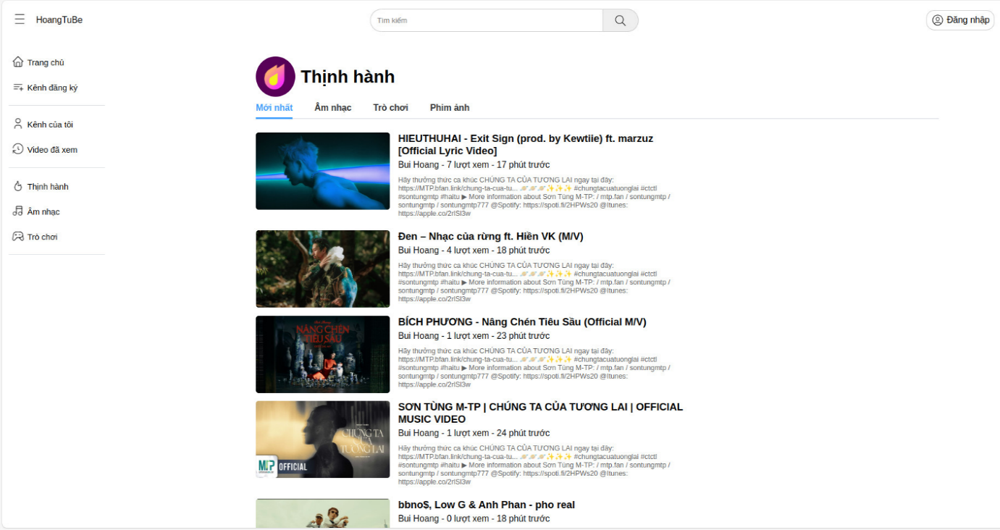 HoangTuBe
Tìm kiếm
Đăng nhập
Trang chủ
Kênh đăng ký
Kênh của tôi
Video đã xem
Thịnh hành
Âm nhạc
Trò chơi
Thịnh hành
Mới nhất Âm nhạc Trò chơi Phim ảnh
HIEUTHUHAI - Exit Sign (prod. by Kewtiie) ft. marzuz
[Official Lyric Video]
Bui Hoang - 7 lượt xem - 17 phút trước
Hãy thưởng thức ca khúc CHÚNG TA CỦA TƯƠNG LAI ngay tại đây:
https://MTP.bfan.link/chung-ta-cua-tu... 🪐🪐🪐✨✨✨ #chungtacuatuonglai #ctctl
#sontungmtp #haitu ▶ More information about Sơn Tùng M-TP: / mtp.fan / sontungmtp /
sontungmtp / sontungmtp777 @Spotify: https://spoti.fi/2HPWs20 @Itunes:
https://apple.co/2rlSl3w
Đen – Nhạc của rừng ft. Hiền VK (M/V)
Bui Hoang - 4 lượt xem - 18 phút trước
Hãy thưởng thức ca khúc CHÚNG TA CỦA TƯƠNG LAI ngay tại đây:
https://MTP.bfan.link/chung-ta-cua-tu... 🪐🪐🪐✨✨✨ #chungtacuatuonglai #ctctl
#sontungmtp #haitu ▶ More information about Sơn Tùng M-TP: / mtp.fan / sontungmtp /
sontungmtp / sontungmtp777 @Spotify: https://spoti.fi/2HPWs20 @Itunes:
https://apple.co/2rlSl3w
NÂNG CHÉN
TIÊU SẦU
BÍCH PHƯƠNG - Nâng Chén Tiêu Sầu (Official M/V)
Bui Hoang - 1 lượt xem - 23 phút trước
Hãy thưởng thức ca khúc CHÚNG TA CỦA TƯƠNG LAI ngay tại đây:
https://MTP.bfan.link/chung-ta-cua-tu... 🪐🪐🪐✨✨✨ #chungtacuatuonglai #ctctl
#sontungmtp #haitu ▶ More information about Sơn Tùng M-TP: / mtp.fan / sontungmtp /
sontungmtp / sontungmtp777 @Spotify: https://spoti.fi/2HPWs20 @Itunes:
https://apple.co/2rlSl3w
CHÚNG TA
CỦA
TƯƠNG LAI
MTP OFFICIAL
SƠN TÙNG M-TP | CHÚNG TA CỦA TƯƠNG LAI | OFFICIAL
MUSIC VIDEO
Bui Hoang - 1 lượt xem - 24 phút trước
Hãy thưởng thức ca khúc CHÚNG TA CỦA TƯƠNG LAI ngay tại đây:
https://MTP.bfan.link/chung-ta-cua-tu... 🪐🪐🪐✨✨✨ #chungtacuatuonglai #ctctl
#sontungmtp #haitu ▶ More information about Sơn Tùng M-TP: / mtp.fan / sontungmtp /
sontungmtp / sontungmtp777 @Spotify: https://spoti.fi/2HPWs20 @Itunes:
https://apple.co/2rlSl3w
bbno$, Low G & Anh Phan - pho real
Bui Hoang - 0 lượt xem - 18 phút trước